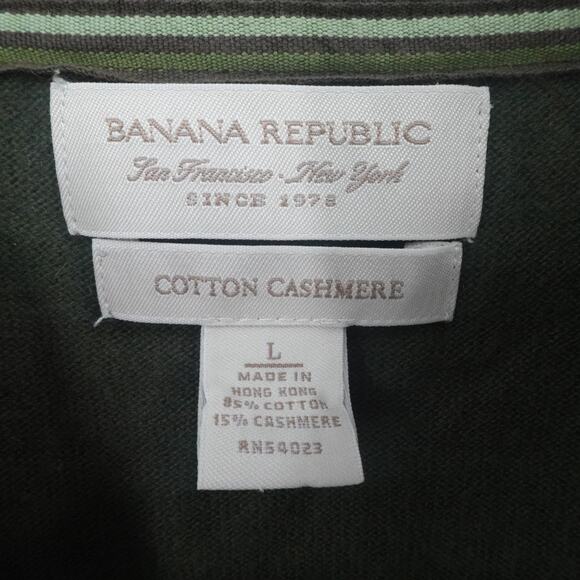 BANANA REPUBLIC
San Francisco · New York
SINCE 1978
COTTON CASHMERE
L
MADE IN
HONG KONG
85% COTTON
15% CASHMERE
RN54023